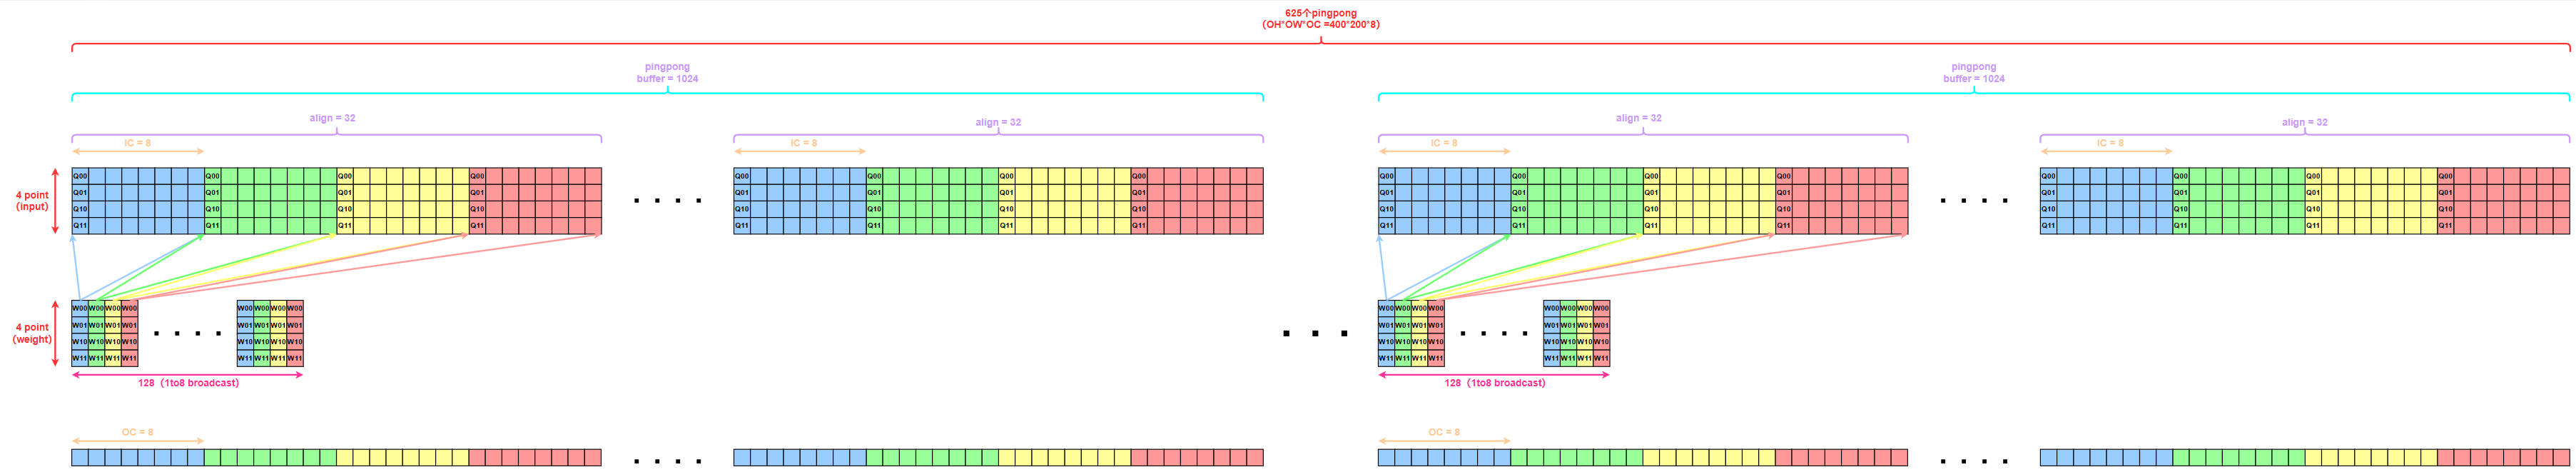 625个pingpong
（OH*OW*OC =400*200*8）
pingpong
buffer = 1024
pingpong
buffer = 1024
align = 32
align = 32
align = 32
align = 32
IC = 8
IC = 8
IC = 8
IC = 8
4 point
(input)
Q00 Q00 Q00 Q00 Q00 Q00 Q00 Q00 Q00 Q00 Q00 Q00 Q00 Q00 Q00 Q00
Q01 Q01 Q01 Q01 Q01 Q01 Q01 Q01 Q01 Q01 Q01 Q01 Q01 Q01 Q01 Q01
Q10 Q10 Q10 Q10 Q10 Q10 Q10 Q10 Q10 Q10 Q10 Q10 Q10 Q10 Q10 Q10
Q11 Q11 Q11 Q11 Q11 Q11 Q11 Q11 Q11 Q11 Q11 Q11 Q11 Q11 Q11 Q11
4 point
(weight)
W00 W00 W00 W00 W00 W00 W00 W00 W00 W00 W00 W00 W00 W00 W00 W00
W01 W01 W01 W01 W01 W01 W01 W01 W01 W01 W01 W01 W01 W01 W01 W01
W10 W10 W10 W10 W10 W10 W10 W10 W10 W10 W10 W10 W10 W10 W10 W10
W11 W11 W11 W11 W11 W11 W11 W11 W11 W11 W11 W11 W11 W11 W11 W11
128（1to8 broadcast）
128（1to8 broadcast）
OC = 8
OC = 8